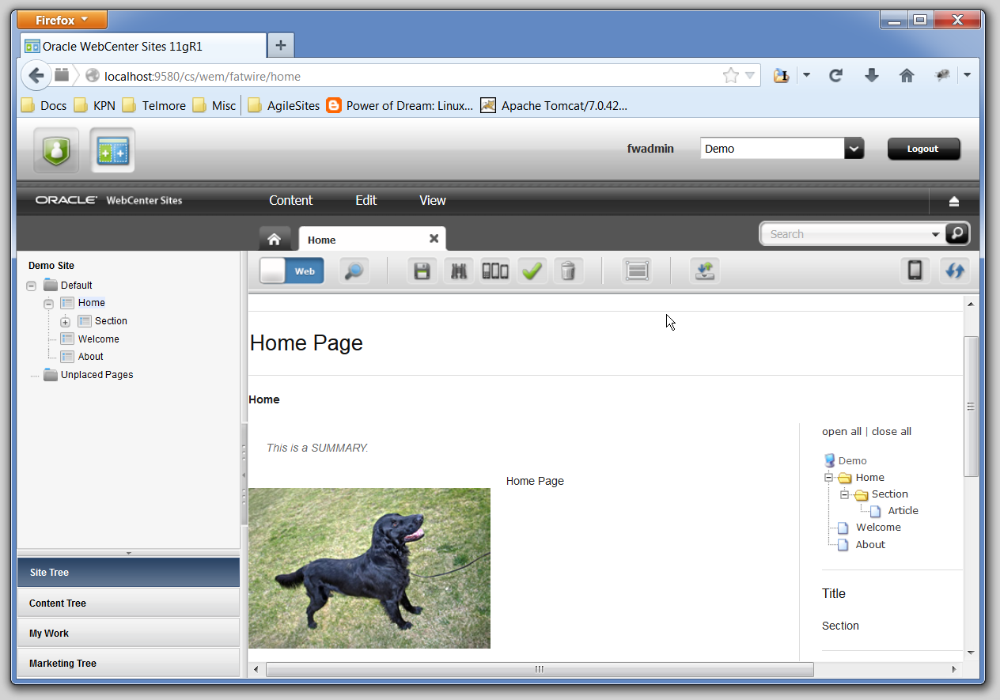 Firefox
Oracle WebCenter Sites 11gR1
localhost:9580/cs/wem/fatwire/home
Docs KPN Telmore Misc AgileSites Power of Dream: Linux... Apache Tomcat/7.0.42...
fwadmin Demo Logout
ORACLE WebCenter Sites Content Edit View
Home Search
Demo Site
Default
Home
Section
Welcome
About
Unplaced Pages
Site Tree
Content Tree
My Work
Marketing Tree
Web
Home Page
Home
This is a SUMMARY.
Home Page
open all | close all
Demo
Home
Section
Article
Welcome
About
Title
Section